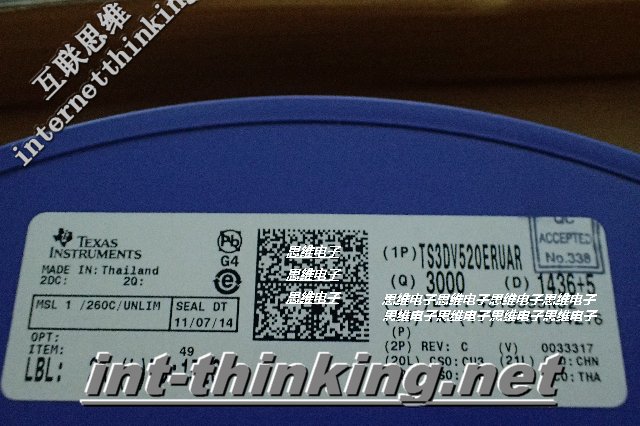 互联思维
internetthinking
TEXAS
INSTRUMENTS
MADE IN: Thailand
2DC: 2Q:
MSL 1 /260C/UNLIM
SEAL DT
11/07/14
OPT:
ITEM: 49
LBL:
Pb
G4
e
思维电子
思维电子
思维电子
QC
ACCEPTED
No.338
(1P) TS3DV520ERUAR
(Q) 3000 (D) 1436+5
思维电子思维电子思维电子思维电子
思维电子思维电子思维电子思维电子
(P)
(2P) REV: C (V) 0033317
(20L) CSO: (21L) CHN
THA
int-thinking.net